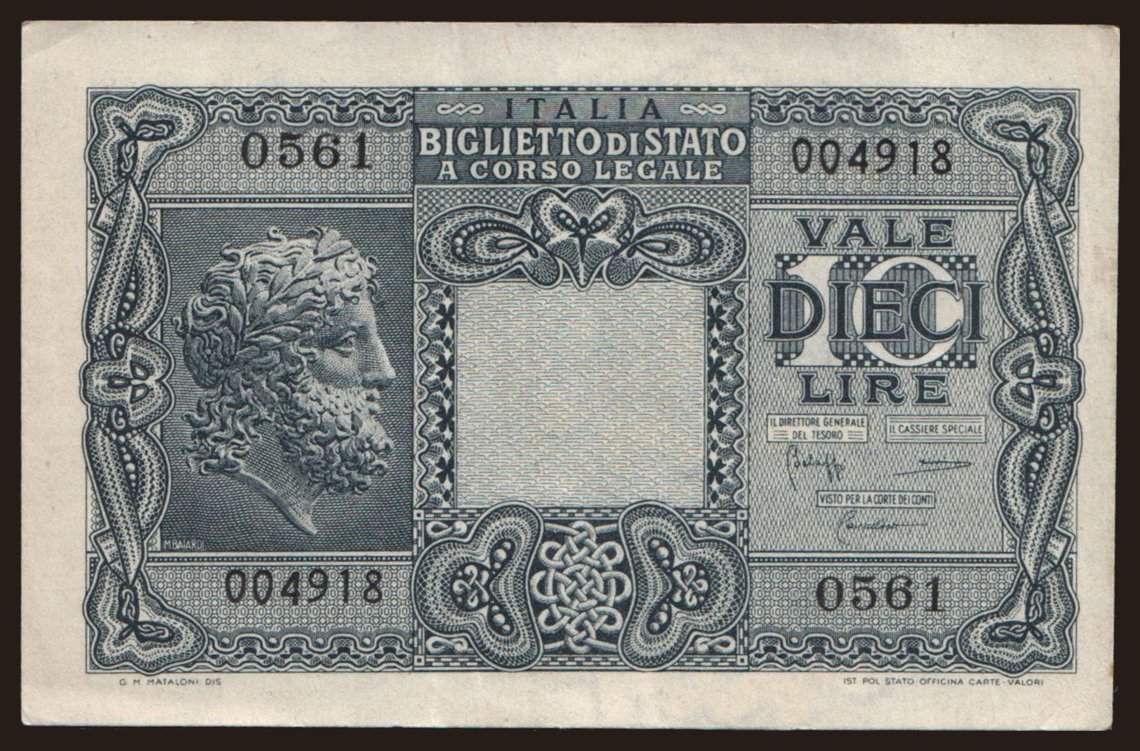 ITALIA
BIGLIETTO DI STATO
A CORSO LEGALE
0561
004918
VALE
10
DIECI
LIRE
IL DIRETTORE GENERALE
DEL TESORO
IL CASSIERE SPECIALE
VISTO PER LA CORTE DEI CONTI
M.BAIARDI
004918
0561
G. M. MATALONI DIS
IST. POL. STATO OFFICINA CARTE-VALORI